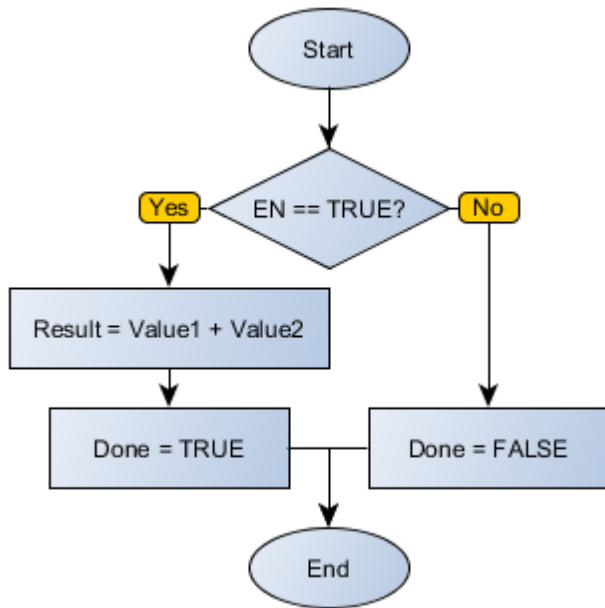 Start
EN == TRUE?
Yes
No
Result = Value1 + Value2
Done = TRUE
Done = FALSE
End